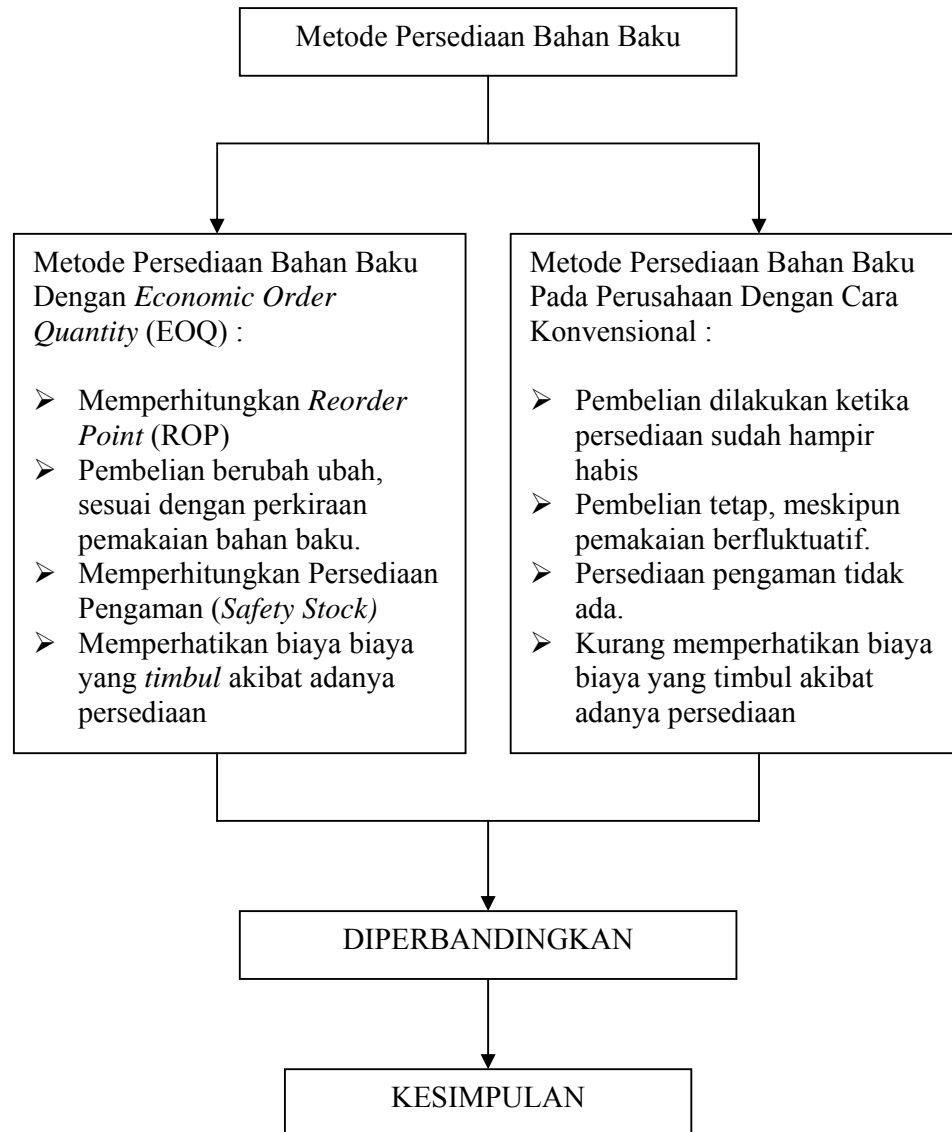 Metode Persediaan Bahan Baku
Metode Persediaan Bahan Baku
Dengan Economic Order
Quantity (EOQ) :
➢ Memperhitungkan Reorder
Point (ROP)
➢ Pembelian berubah ubah,
sesuai dengan perkiraan
pemakaian bahan baku.
➢ Memperhitungkan Persediaan
Pengaman (Safety Stock)
➢ Memperhatikan biaya biaya
yang timbul akibat adanya
persediaan
Metode Persediaan Bahan Baku
Pada Perusahaan Dengan Cara
Konvensional :
➢ Pembelian dilakukan ketika
persediaan sudah hampir
habis
➢ Pembelian tetap, meskipun
pemakaian berfluktuatif.
➢ Persediaan pengaman tidak
ada.
➢ Kurang memperhatikan biaya
biaya yang timbul akibat
adanya persediaan
DIPERBANDINGKAN
KESIMPULAN